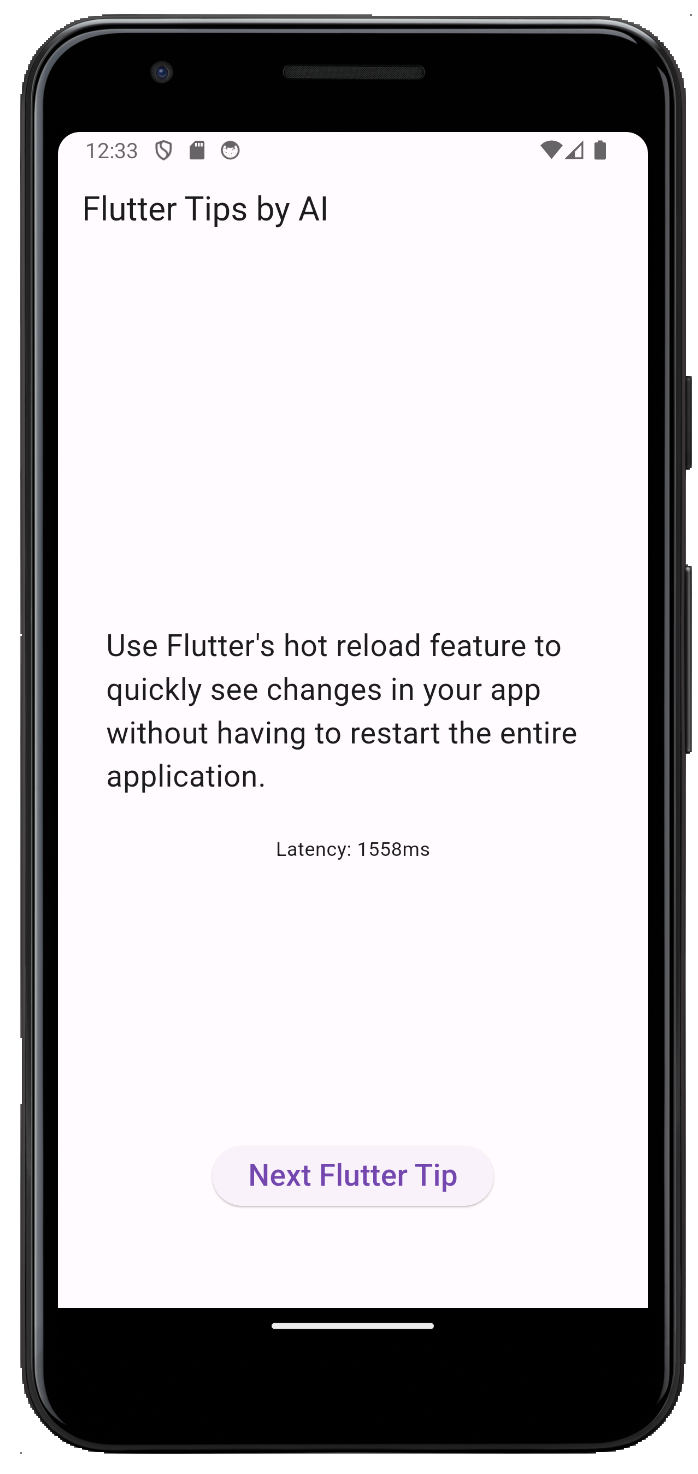 12:33
Flutter Tips by AI
Use Flutter's hot reload feature to
quickly see changes in your app
without having to restart the entire
application.
Latency: 1558ms
Next Flutter Tip